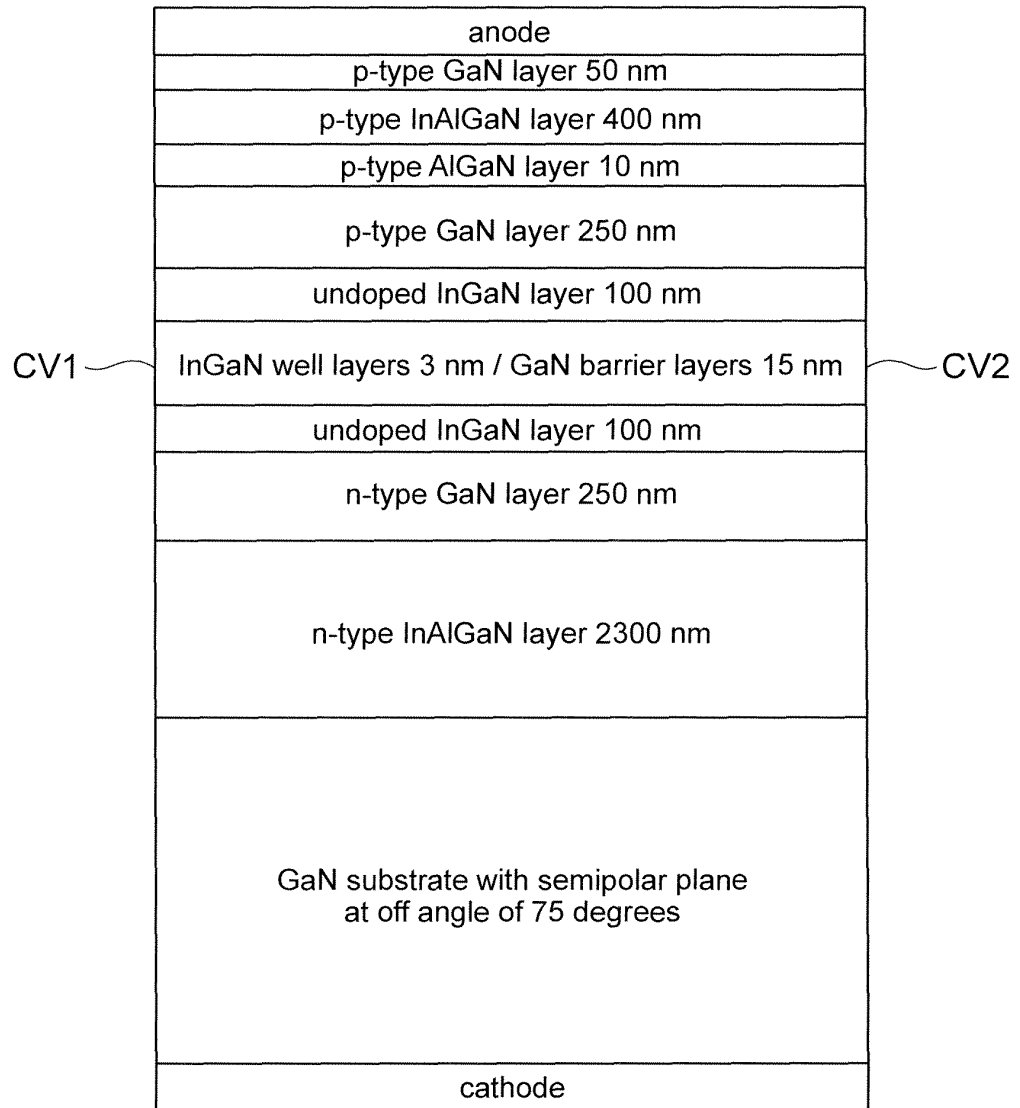 anode
p-type GaN layer 50 nm
p-type InAlGaN layer 400 nm
p-type AlGaN layer 10 nm
p-type GaN layer 250 nm
undoped InGaN layer 100 nm
CV1 InGaN well layers 3 nm / GaN barrier layers 15 nm CV2
undoped InGaN layer 100 nm
n-type GaN layer 250 nm
n-type InAlGaN layer 2300 nm
GaN substrate with semipolar plane
at off angle of 75 degrees
cathode